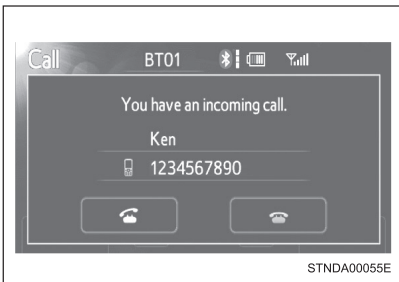 Call BT01
You have an incoming call.
Ken
1234567890
STNDA00055E